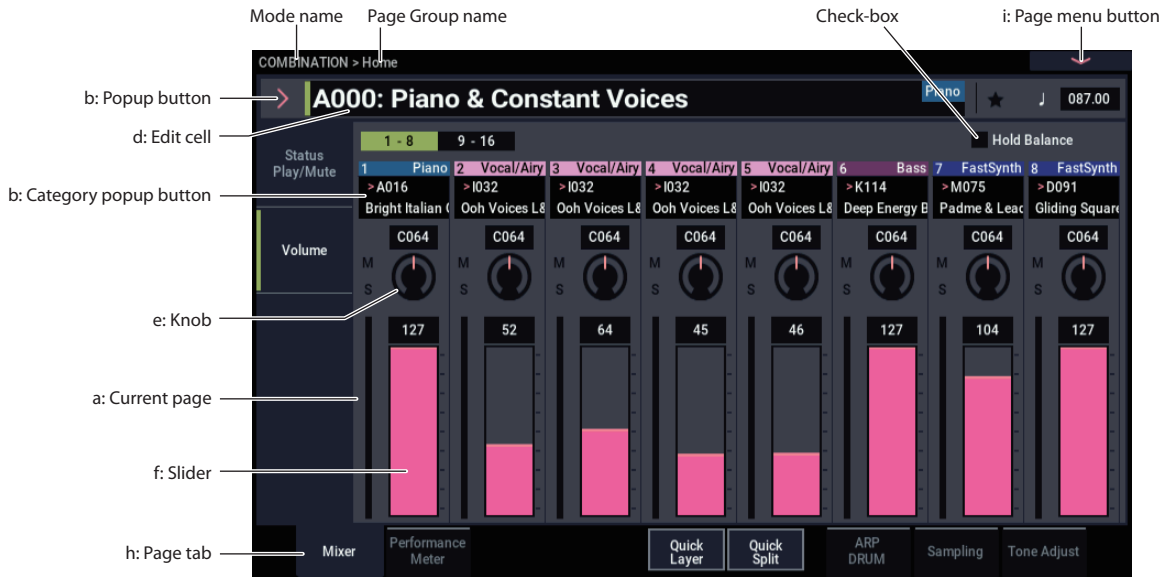 Mode name
Page Group name
Check-box
i: Page menu button
COMBINATION > Home
b: Popup button
A000: Piano & Constant Voices
Piano
087.00
d: Edit cell
1 - 8
9 - 16
Hold Balance
Status
Play/Mute
1 Piano
2 Vocal/Airy
3 Vocal/Airy
4 Vocal/Airy
5 Vocal/Airy
6 Bass
7 FastSynth
8 FastSynth
b: Category popup button
>A016
>I032
>I032
>I032
>I032
>K114
>M075
>D091
Bright Italian
Ooh Voices L&
Ooh Voices L&
Ooh Voices L&
Ooh Voices L&
Deep Energy B
Padme & Lead
Gliding Square
Volume
C064
C064
C064
C064
C064
C064
C064
C064
M
M
M
M
M
M
M
M
S
S
S
S
S
S
S
S
e: Knob
127
52
64
45
46
127
104
127
a: Current page
f: Slider
h: Page tab
Mixer
Performance
Meter
Quick
Layer
Quick
Split
ARP
DRUM
Sampling
Tone Adjust